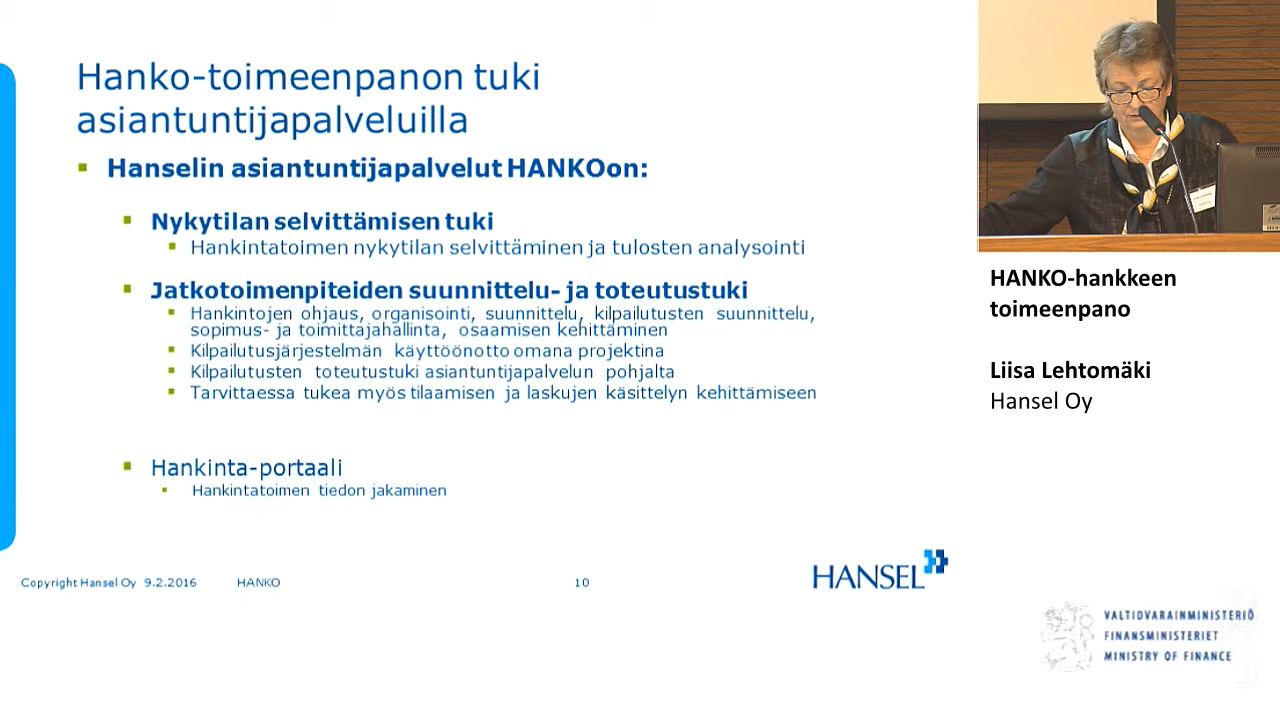 Hanko-toimeenpanon tuki
asiantuntijapalveluilla
Hanselin asiantuntijapalvelut HANKOon:
Nykytilan selvittämisen tuki
Hankintatoimen nykytilan selvittäminen ja tulosten analysointi
Jatkotoimenpiteiden suunnittelu- ja toteutustuki
Hankintojen ohjaus, organisointi, suunnittelu, kilpailutusten suunnittelu,
sopimus- ja toimittajahallinta, osaamisen kehittäminen
Kilpailutusjärjestelmän käyttöönotto omana projektina
Kilpailutusten toteutustuki asiantuntijapalvelun pohjalta
Tarvittaessa tukea myös tilaamisen ja laskujen käsittelyn kehittämiseen
Hankinta-portaali
Hankintatoimen tiedon jakaminen
Copyright Hansel Oy 9.2.2016 HANKO 10
HANSEL
HANKO-hankkeen
toimeenpano
Liisa Lehtomäki
Hansel Oy
VALTIOVARAINMINISTERIÖ
FINANSMINISTERIET
MINISTRY OF FINANCE